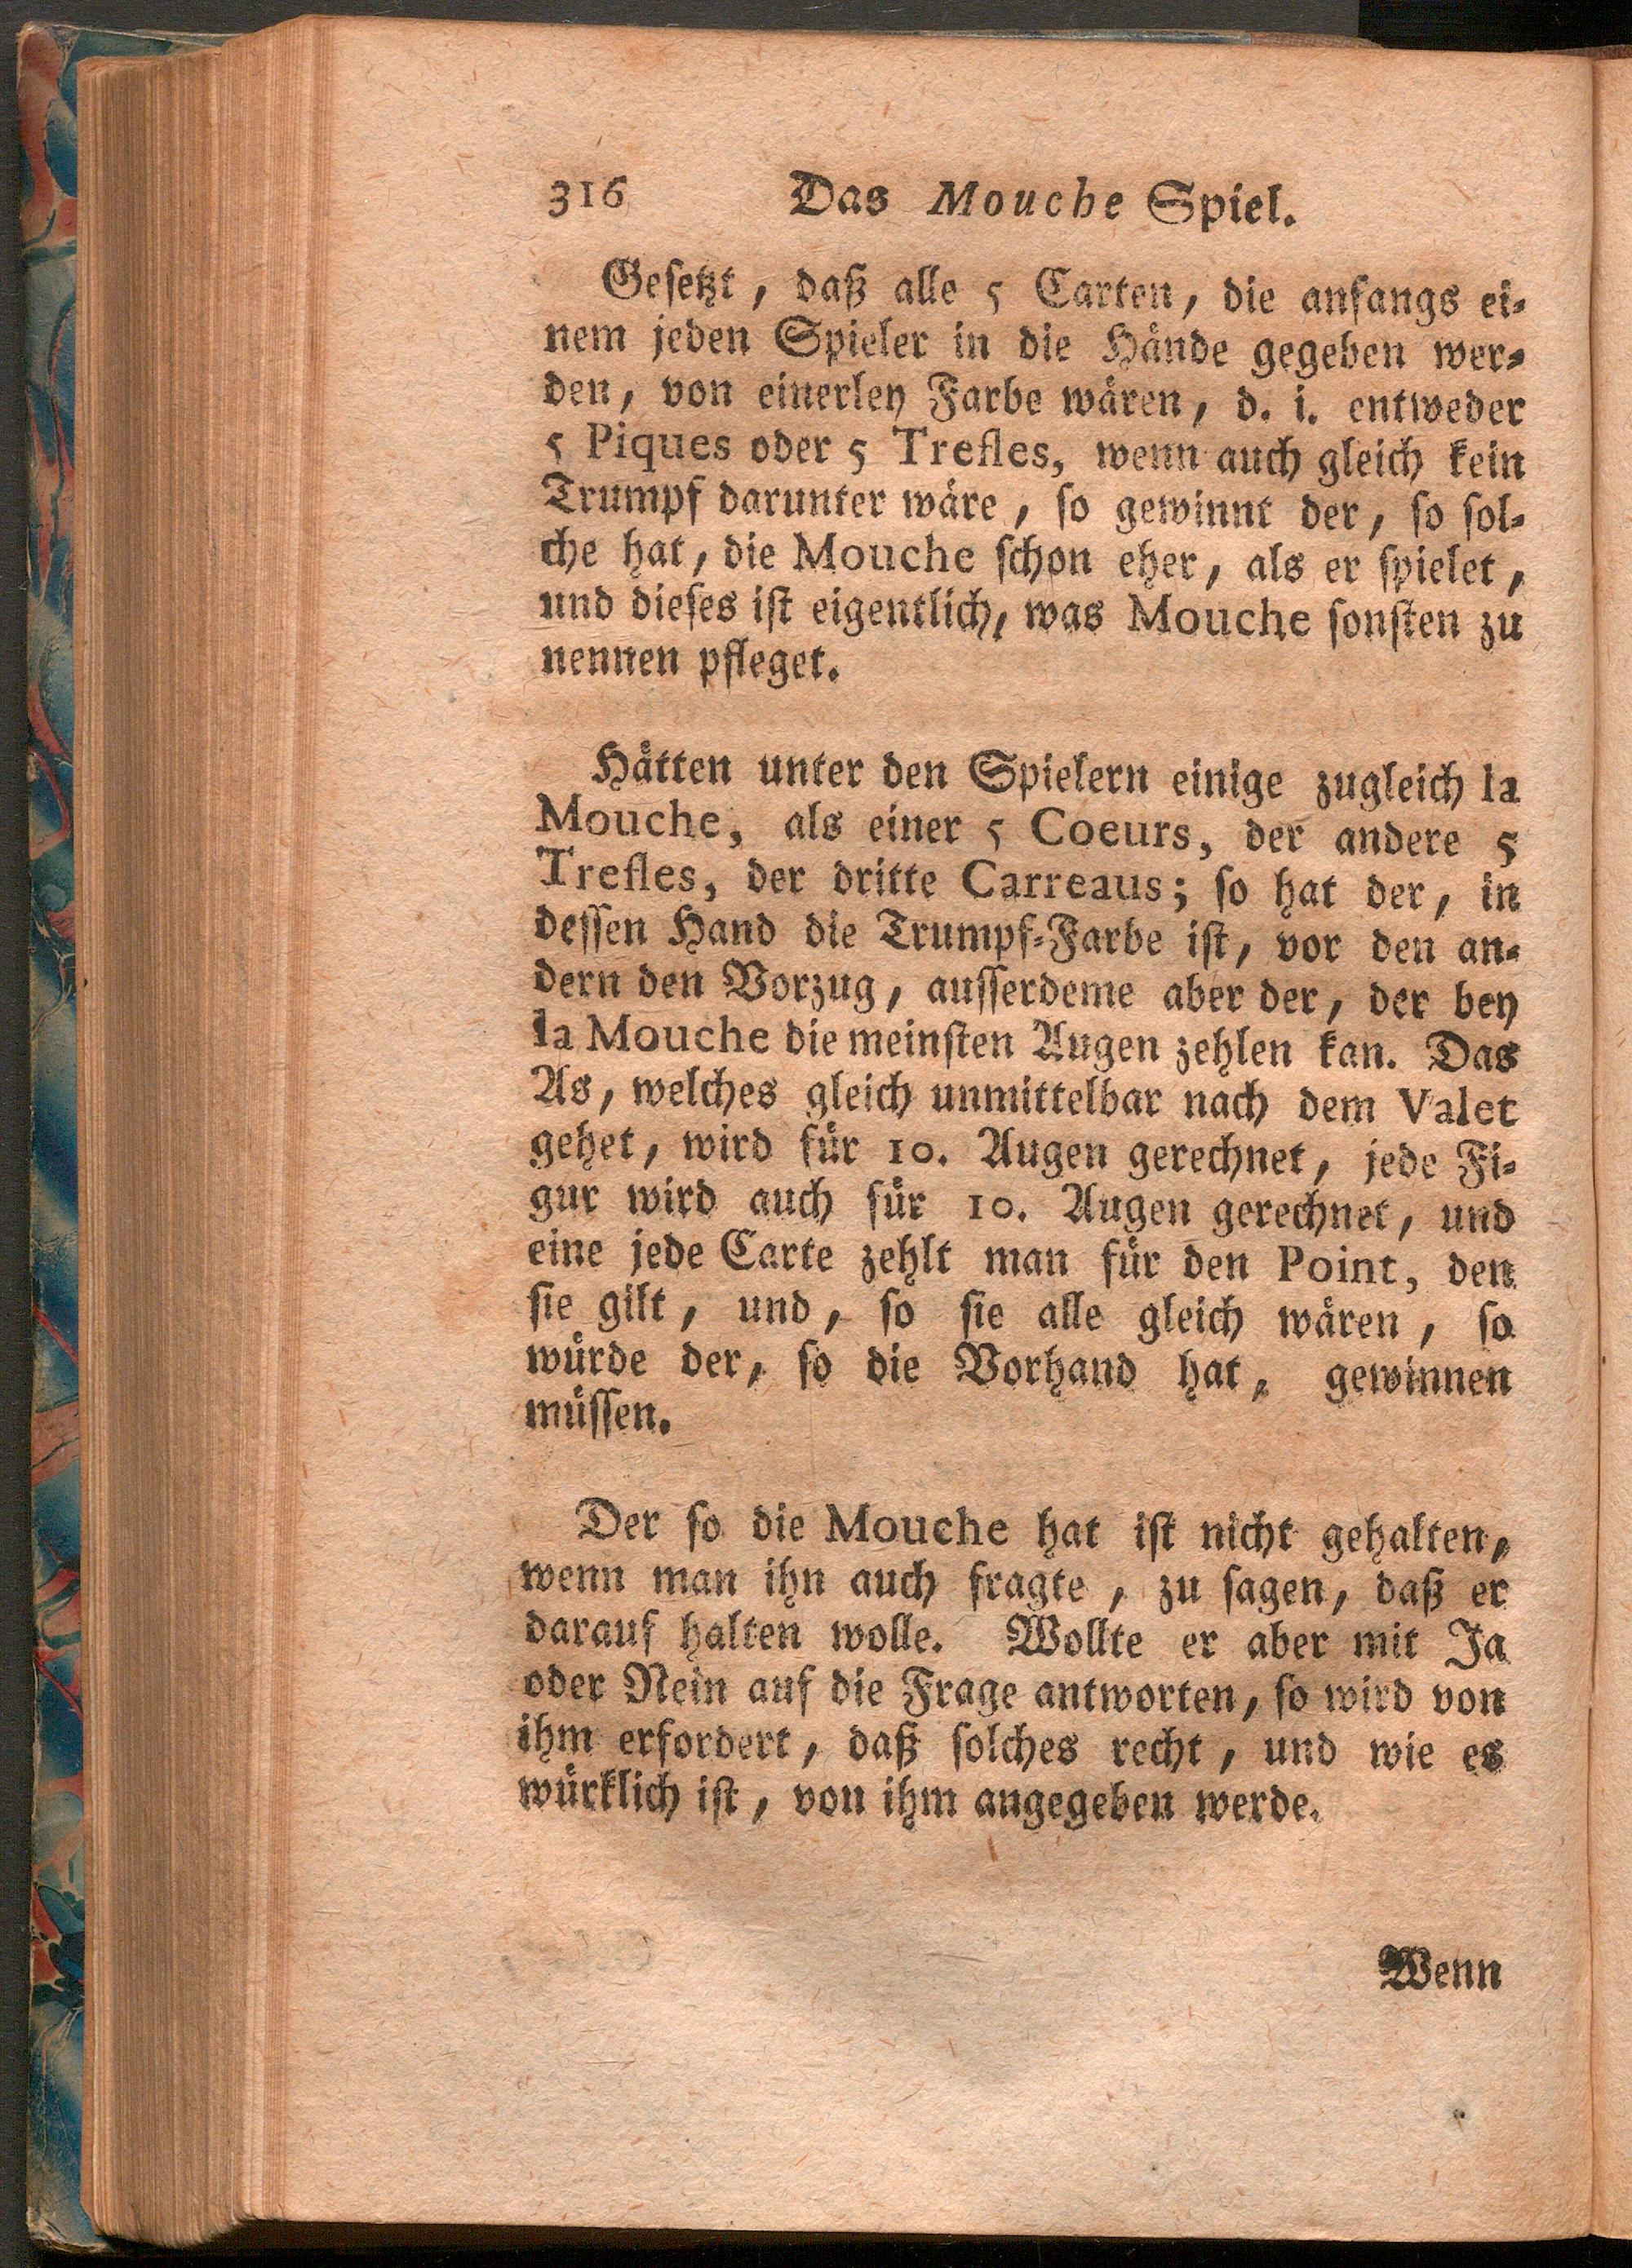 316 Das Mouche Spiel.
Gesetzt, daß alle 5 Carten, die anfangs ei-
nem jeden Spieler in die Hände gegeben wer-
den, von einerley Farbe wären, d. i. entweder
5 Piques oder 5 Trefles, wenn auch gleich kein
Trumpf darunter wäre, so gewinnt der, so sol-
che hat, die Mouche schon eher, als er spielet,
und dieses ist eigentlich, was Mouche sonsten zu
nennen pfleget.
Hätten unter den Spielern einige zugleich la
Mouche, als einer 5 Coeurs, der andere 5
Trefles, der dritte Carreaus; so hat der, in
dessen Hand die Trumpf-Farbe ist, vor den an-
dern den Vorzug, ausserdeme aber der, der bey
la Mouche die meinsten Augen zehlen kan. Das
As, welches gleich unmittelbar nach dem Valet
gehet, wird für 10. Augen gerechnet, jede Fi-
gur wird auch für 10. Augen gerechnet, und
eine jede Carte zehlt man für den Point, den
sie gilt, und, so sie alle gleich wären, so
würde der, so die Vorhand hat, gewinnen
müssen.
Der so die Mouche hat ist nicht gehalten,
wenn man ihn auch fragte, zu sagen, daß er
darauf halten wolle. Wollte er aber mit Ja
oder Nein auf die Frage antworten, so wird von
ihm erfordert, daß solches recht, und wie es
würklich ist, von ihm angegeben werde.
Wenn